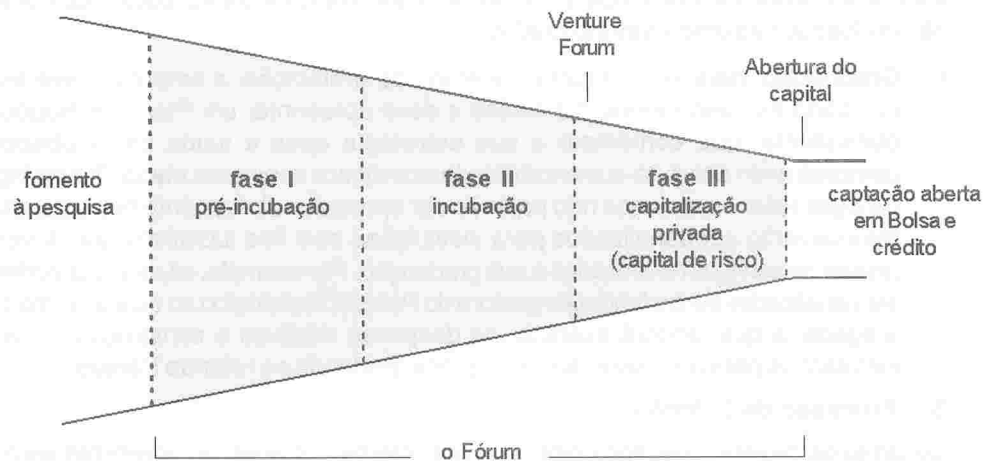 Venture
Forum
Abertura do
capital
fomento
à pesquisa
fase I
pré-incubação
fase II
incubação
fase III
capitalização
privada
(capital de risco)
captação aberta
em Bolsa e
crédito
o Fórum